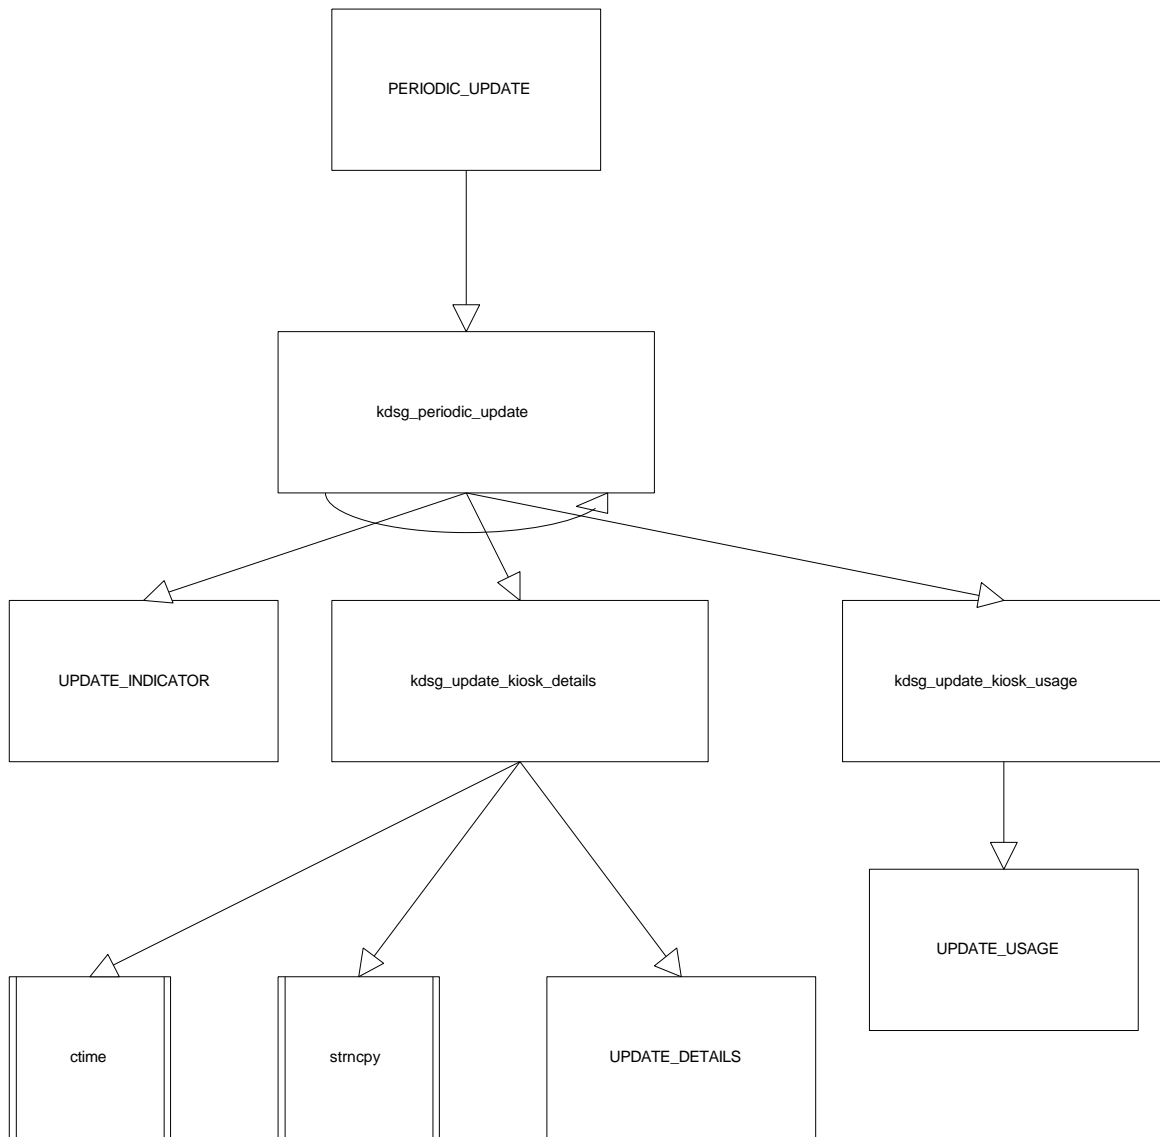 PERIODIC_UPDATE
kdsg_periodic_update
UPDATE_INDICATOR
kdsg_update_kiosk_details
kdsg_update_kiosk_usage
UPDATE_USAGE
ctime
strncpy
UPDATE_DETAILS